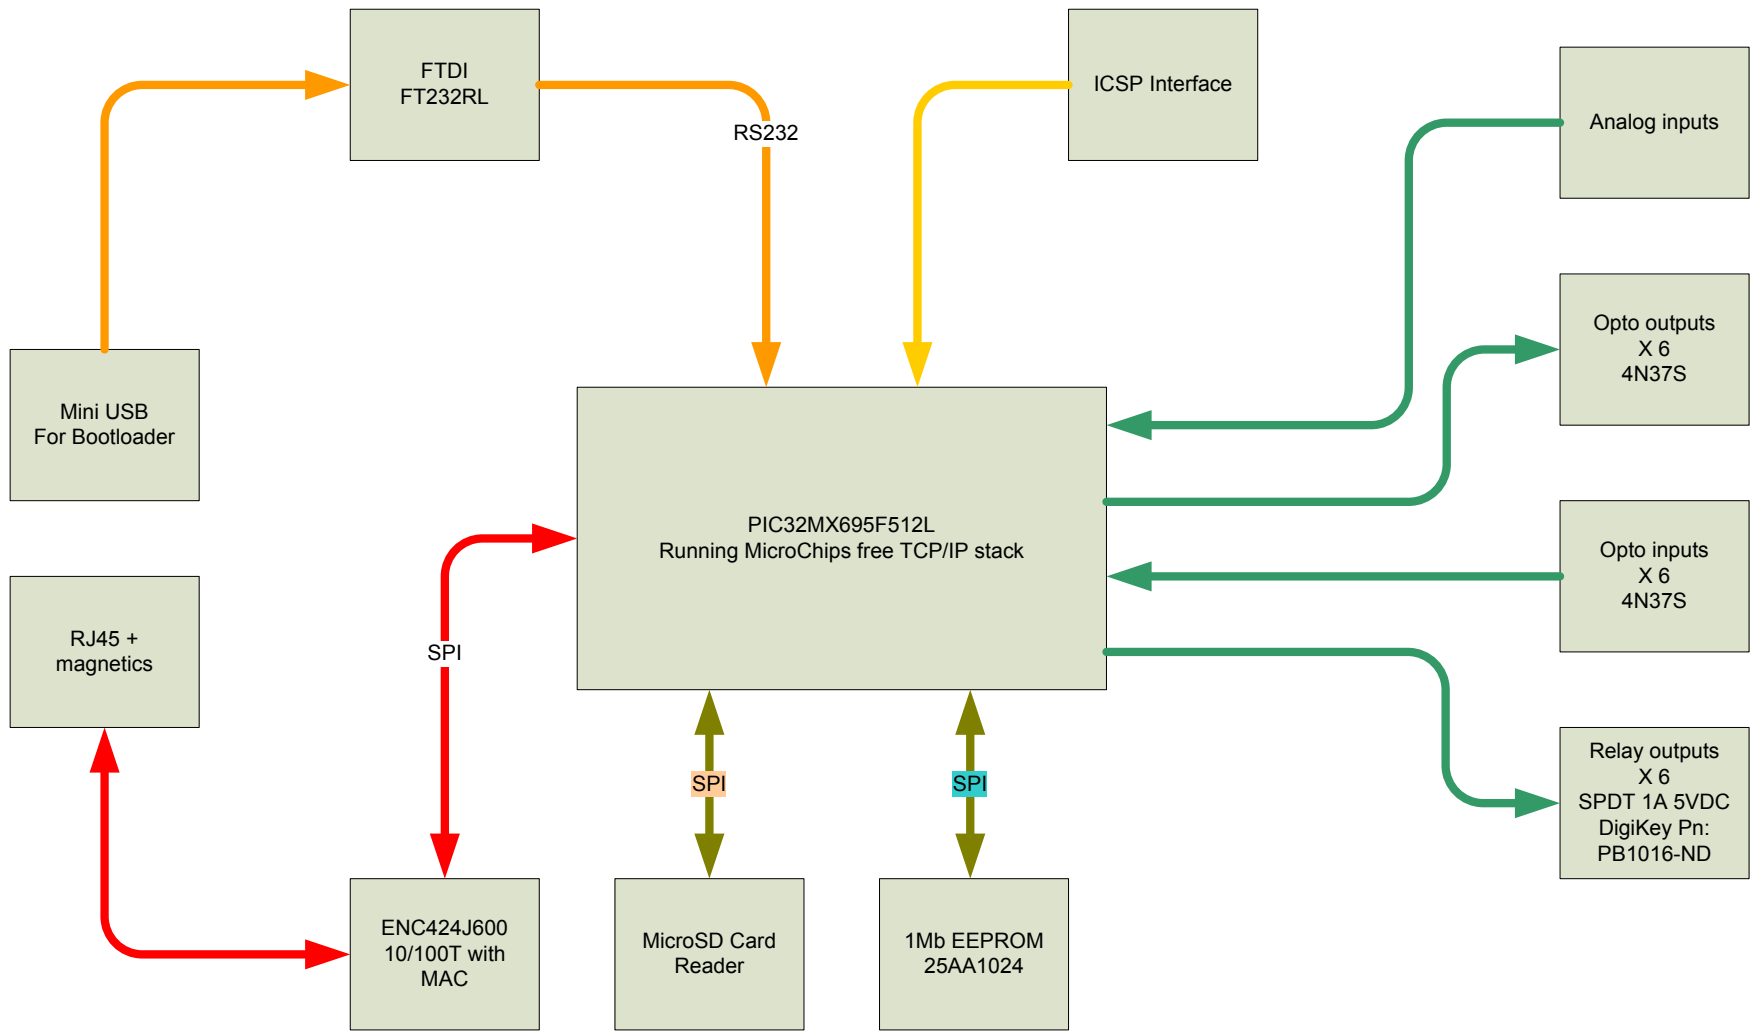 FTDI
FT232RL
ICSP Interface
Analog inputs
RS232
Opto outputs
X 6
4N37S
Mini USB
For Bootloader
PIC32MX695F512L
Running MicroChips free TCP/IP stack
Opto inputs
X 6
4N37S
RJ45 +
magnetics
SPI
SPI
SPI
Relay outputs
X 6
SPDT 1A 5VDC
DigiKey Pn:
PB1016-ND
ENC424J600
10/100T with
MAC
MicroSD Card
Reader
1Mb EEPROM
25AA1024